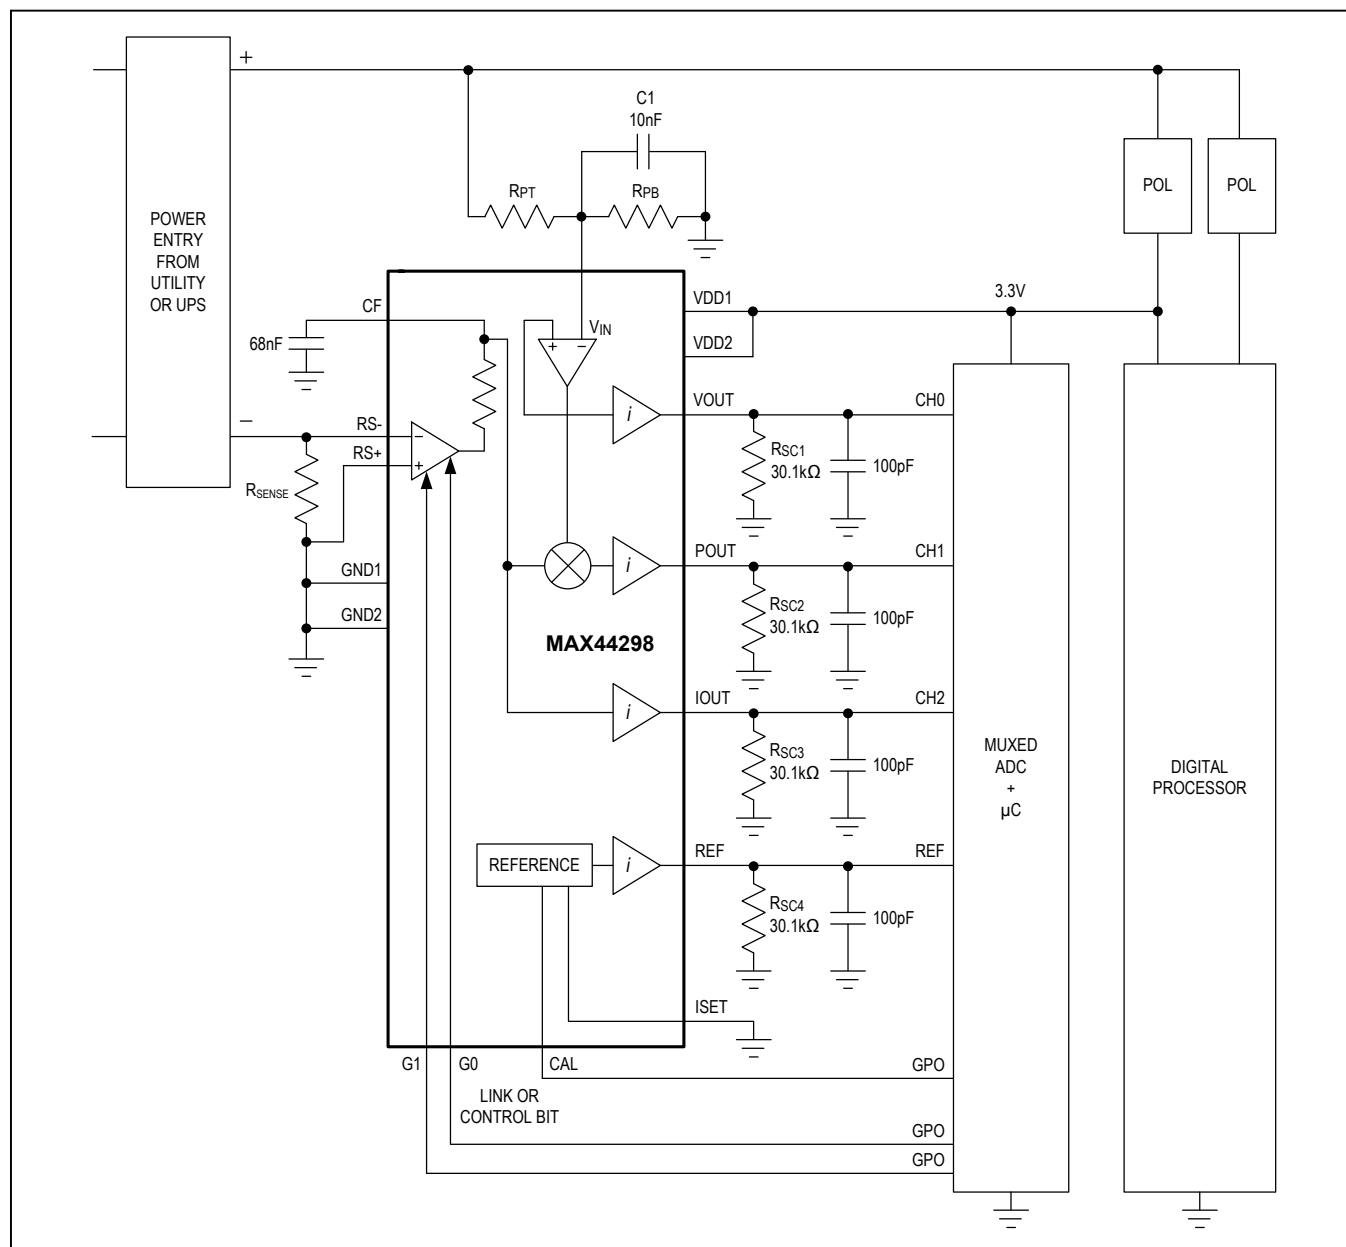 +
C1
10nF
RPT
RPB
POL
POL
POWER
ENTRY
FROM
UTILITY
OR UPS
CF
VDD1
3.3V
VIN
+
−
68nF
VDD2
i
VOUT
CH0
−
RS-
−
RS+
+
RSC1
30.1kΩ
100pF
RSENSE
POUT
CH1
i
GND1
RSC2
30.1kΩ
100pF
GND2
MAX44298
i
IOUT
CH2
RSC3
30.1kΩ
100pF
MUXED
ADC
+
µC
DIGITAL
PROCESSOR
REFERENCE
i
REF
REF
RSC4
30.1kΩ
100pF
ISET
G1
G0
CAL
GPO
LINK OR
CONTROL BIT
GPO
GPO